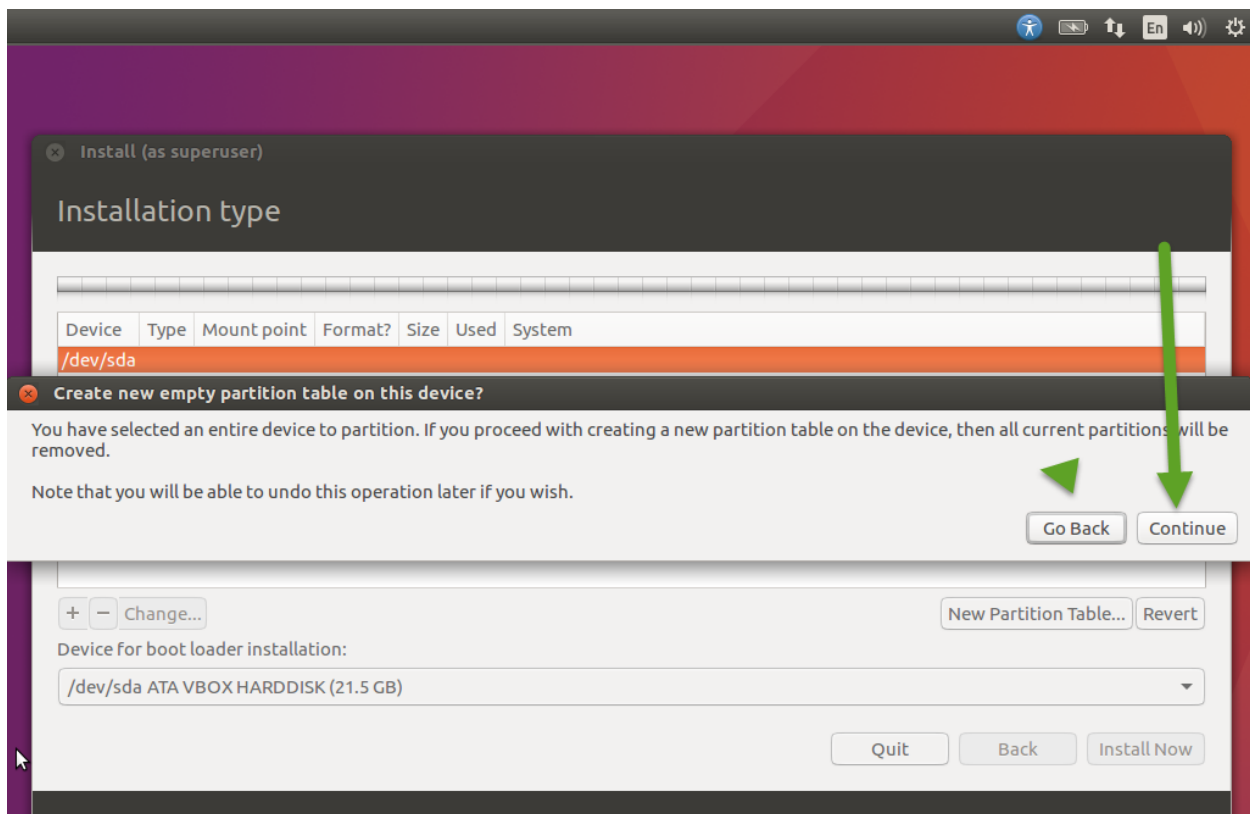 En
Install (as superuser)
Installation type
Device Type Mount point Format? Size Used System
/dev/sda
Create new empty partition table on this device?
You have selected an entire device to partition. If you proceed with creating a new partition table on the device, then all current partitions will be
removed.
Note that you will be able to undo this operation later if you wish.
Go Back Continue
+ − Change... New Partition Table... Revert
Device for boot loader installation:
/dev/sda ATA VBOX HARDDISK (21.5 GB)
Quit Back Install Now